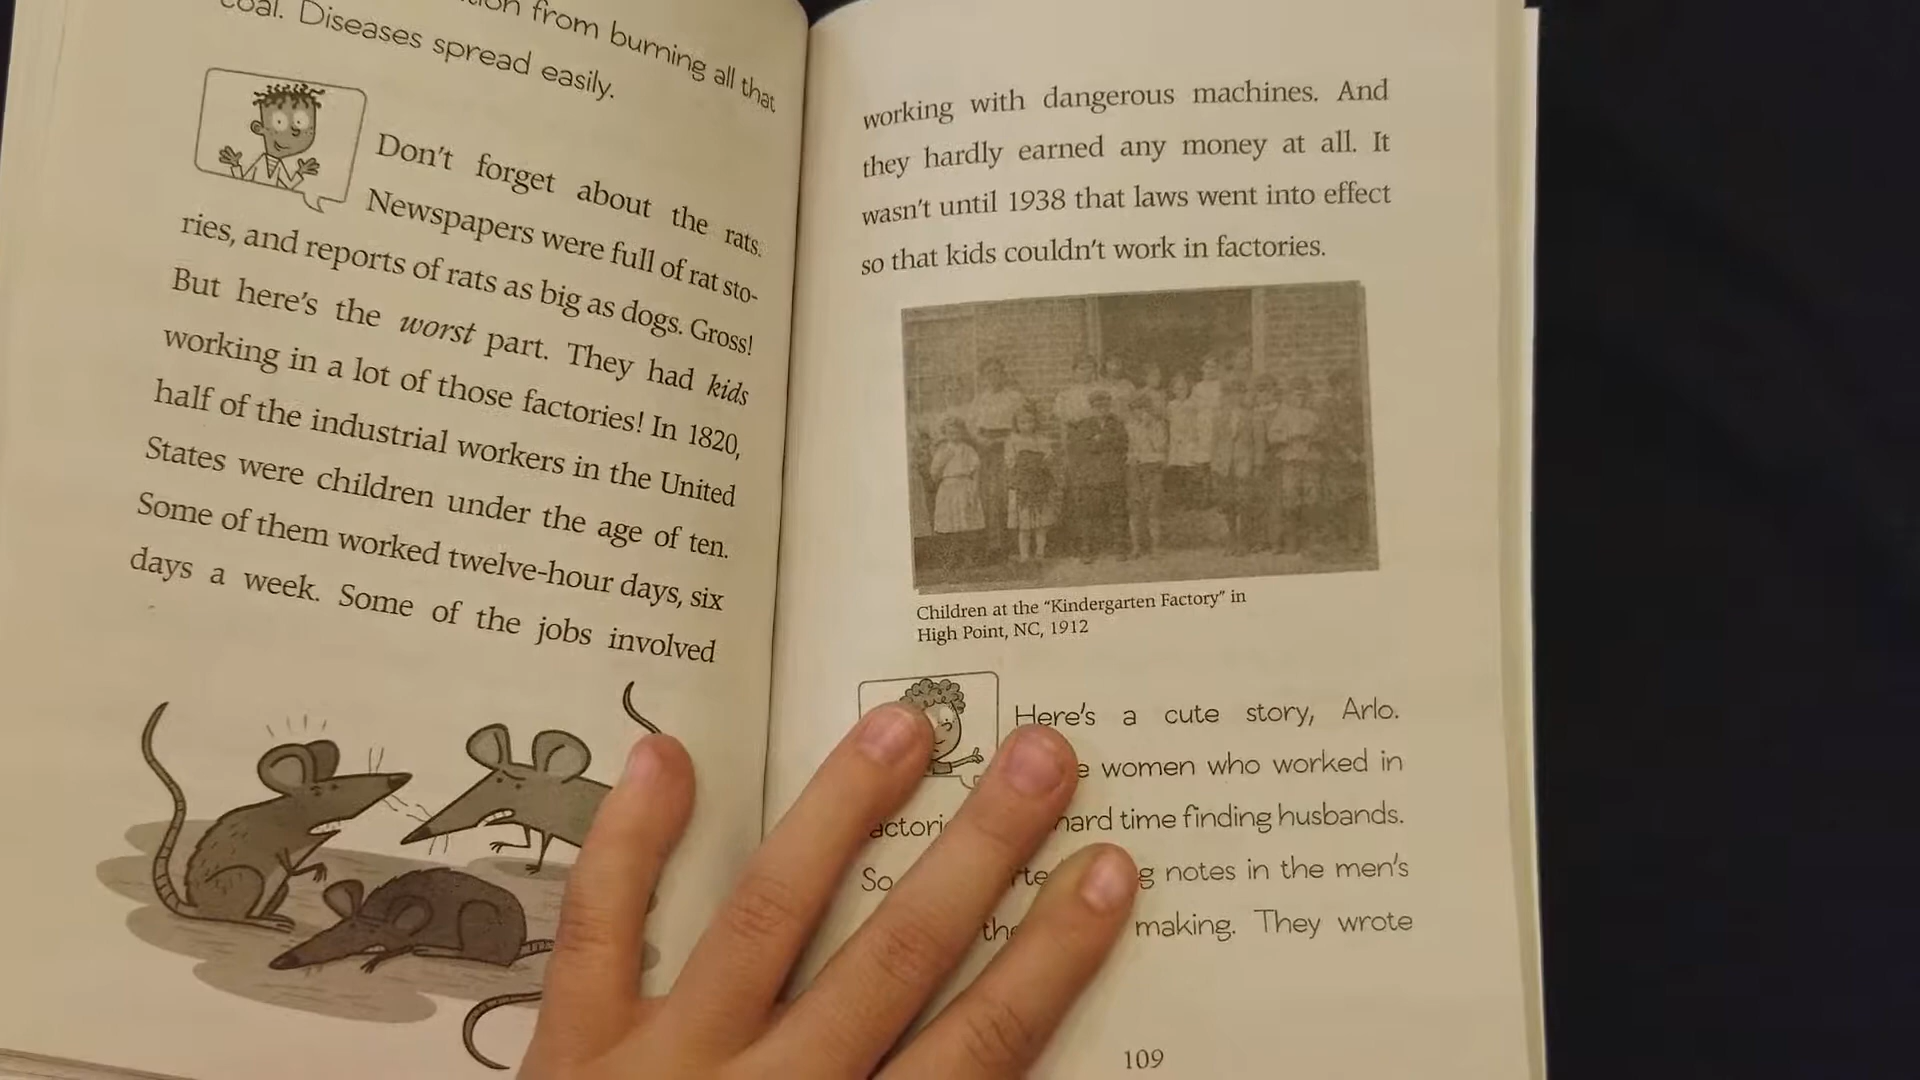 from burning all that
coal. Diseases spread easily.
Don't forget about the rats.
Newspapers were full of rat sto-
ries, and reports of rats as big as dogs. Gross!
But here's the worst part. They had kids
working in a lot of those factories! In 1820,
half of the industrial workers in the United
States were children under the age of ten.
Some of them worked twelve-hour days, six
days a week. Some of the jobs involved
working with dangerous machines. And
they hardly earned any money at all. It
wasn't until 1938 that laws went into effect
so that kids couldn't work in factories.
Children at the "Kindergarten Factory" in
High Point, NC, 1912
Here's a cute story, Arlo.
women who worked in
hard time finding husbands.
So notes in the men's
making. They wrote
109